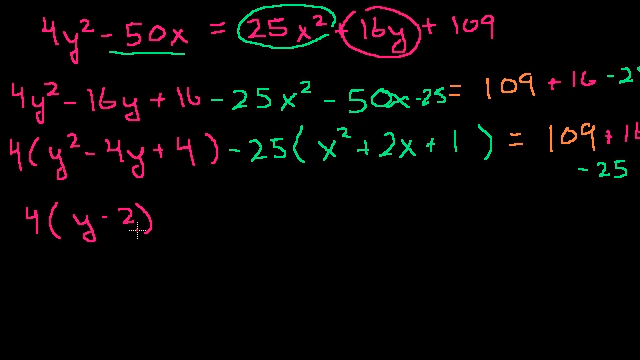 4y² - 50x = 25x² + 16y + 109
4y² - 16y + 16 - 25x² - 50x - 25 = 109 + 16 - 25
4(y² - 4y + 4) - 25(x² + 2x + 1) = 109 + 16
- 25
4(y - 2)